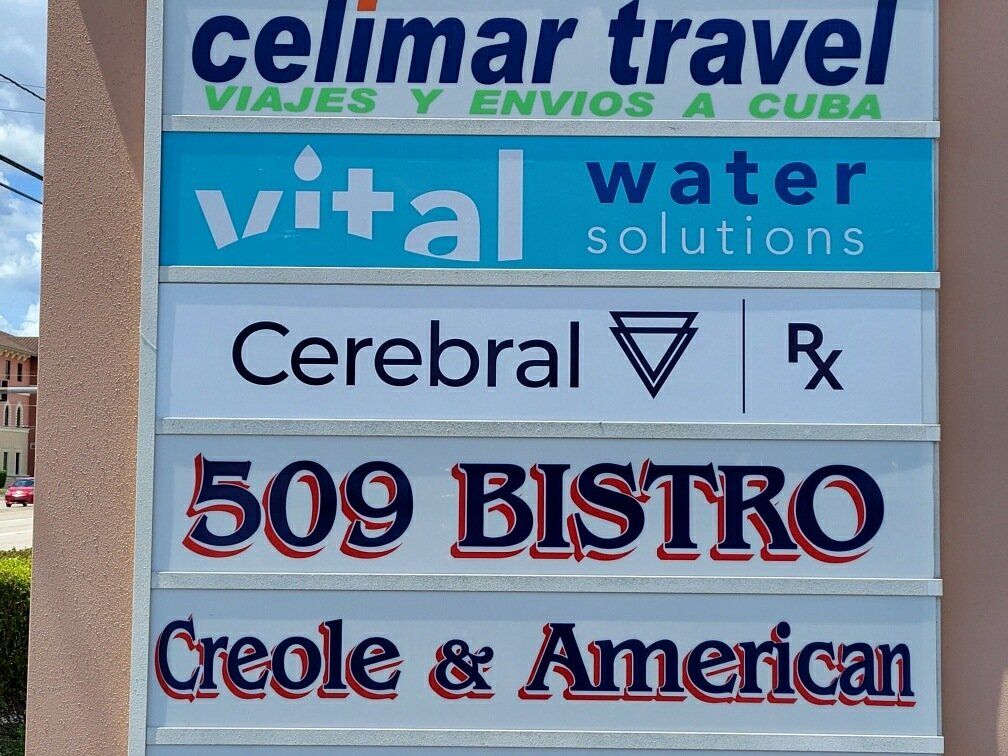 celimar travel
VIAJES Y ENVIOS A CUBA
vital water solutions
Cerebral Rx
509 BISTRO
Creole & American